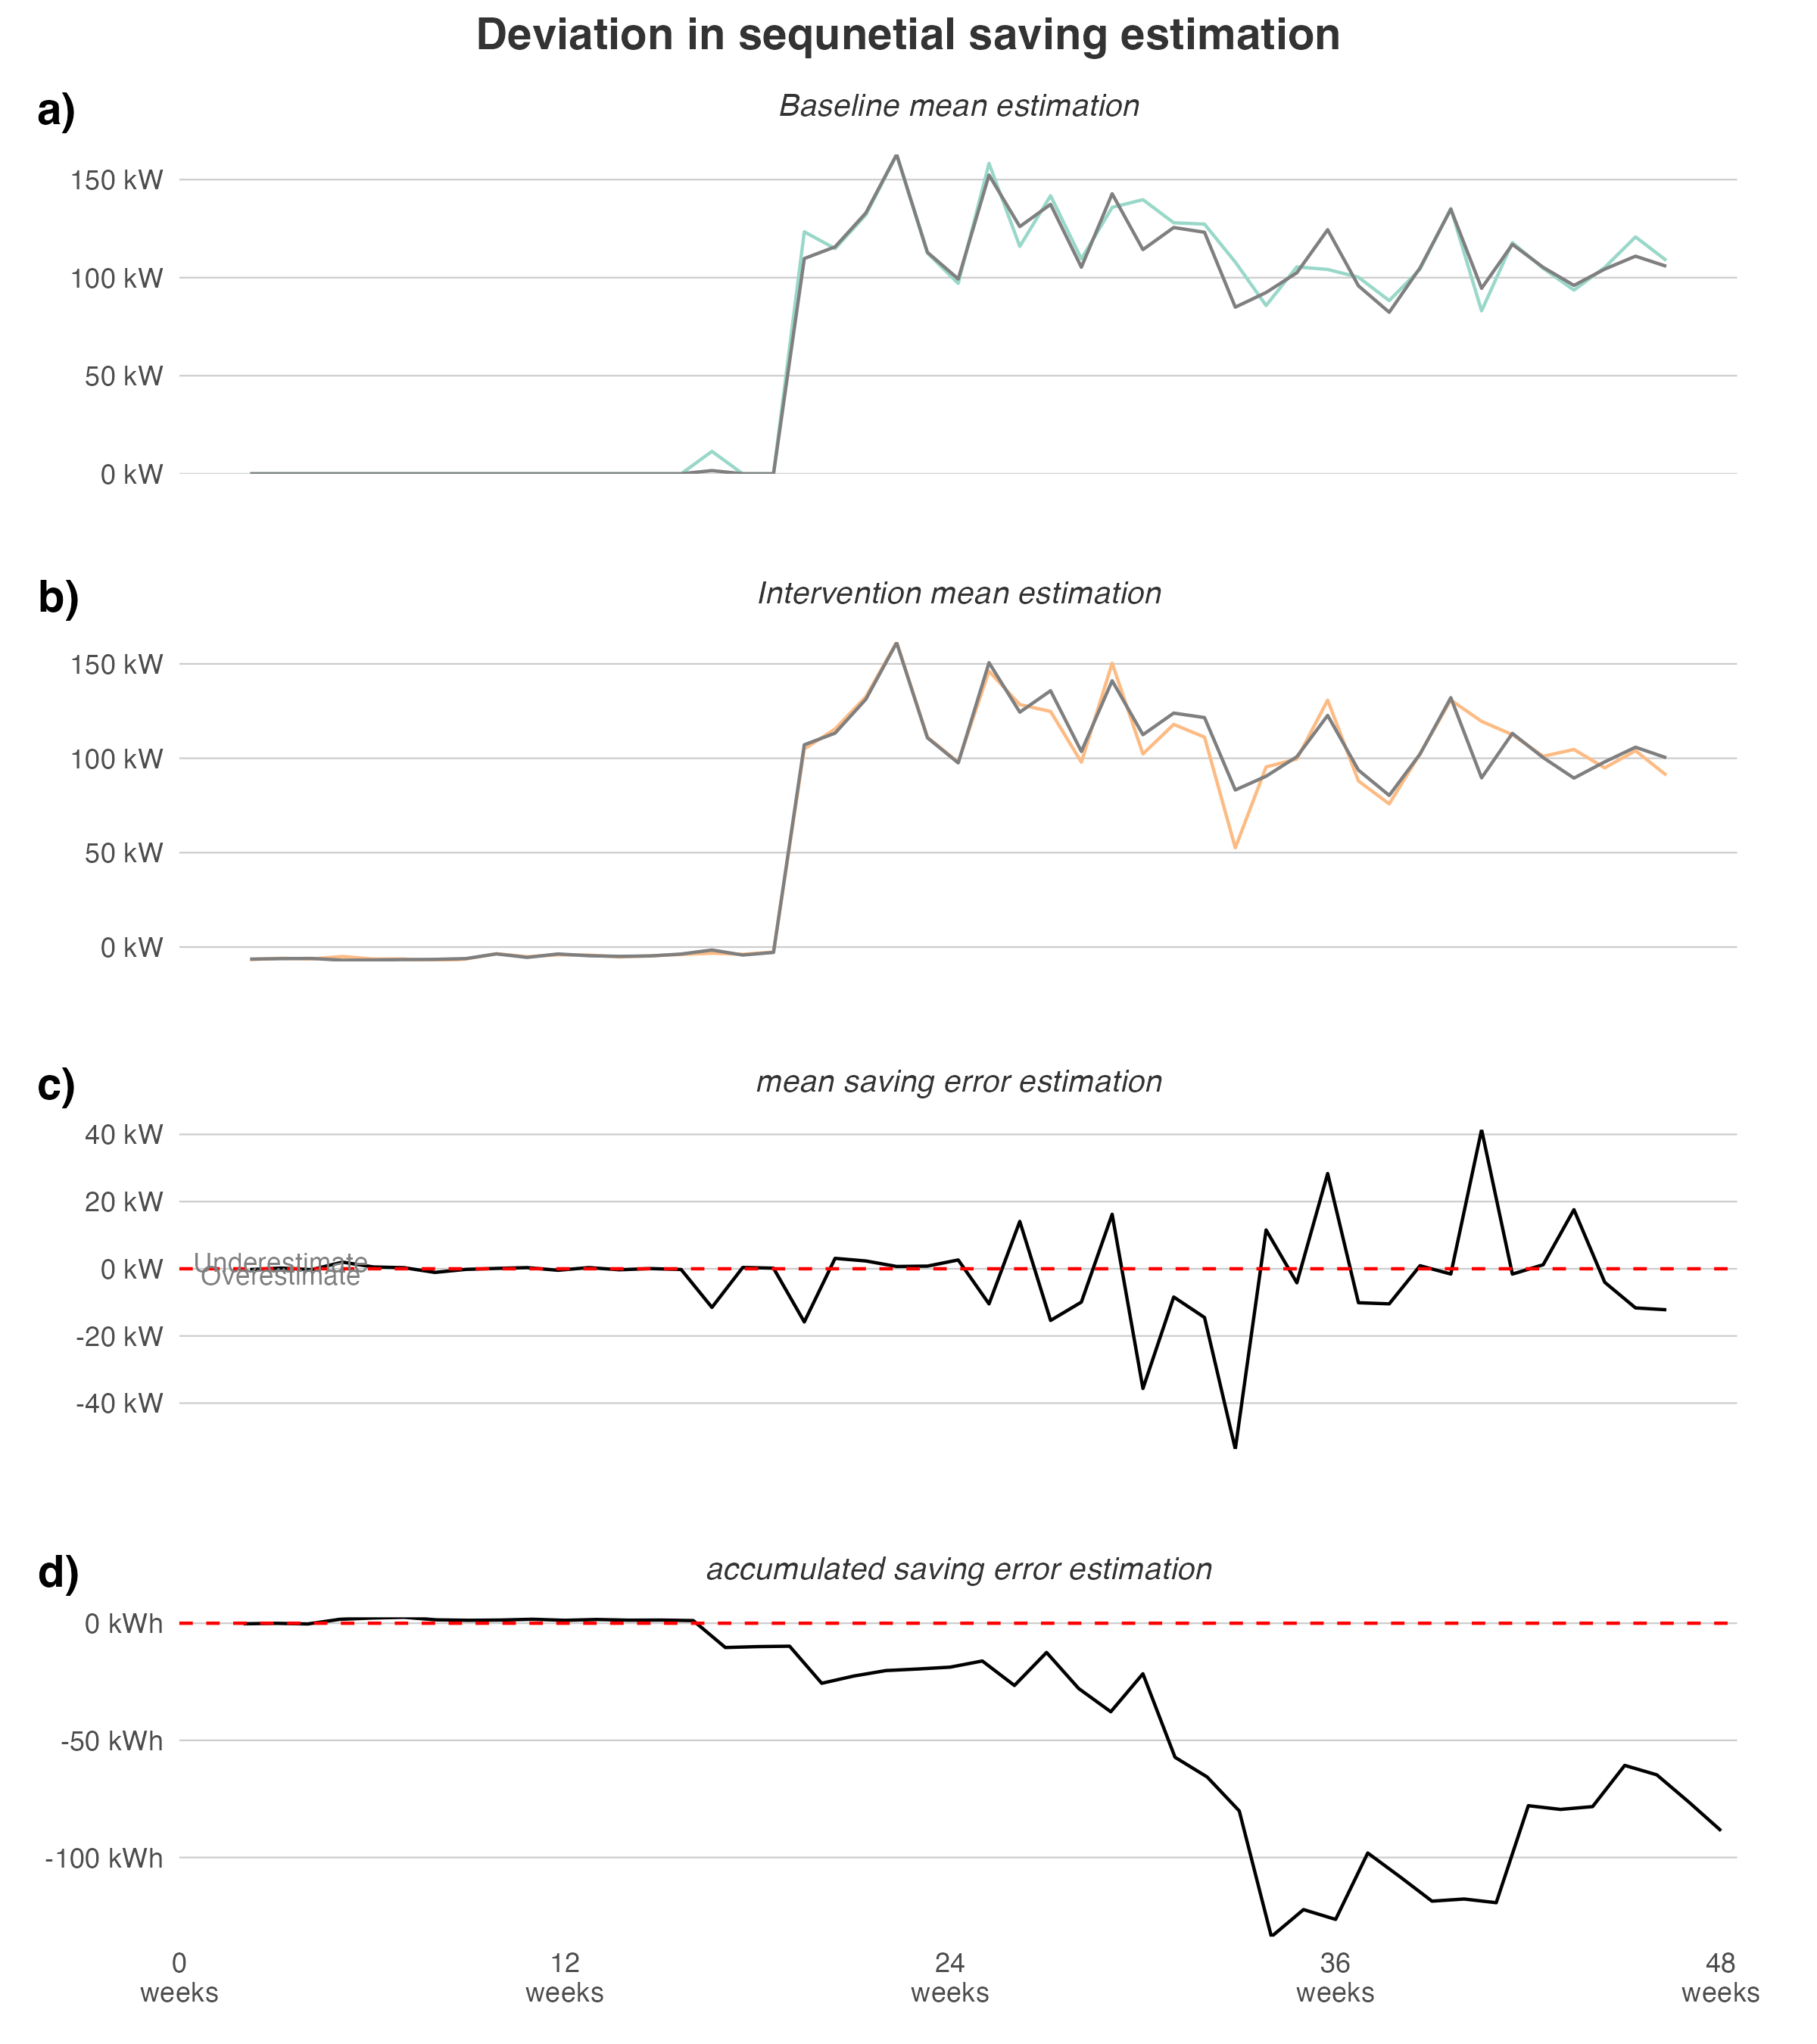 Deviation in sequnetial saving estimation
a)
Baseline mean estimation
150 kW
100 kW
50 kW
0 kW
b)
Intervention mean estimation
150 kW
100 kW
50 kW
0 kW
c)
mean saving error estimation
40 kW
20 kW
0 kW
-20 kW
-40 kW
Underestimate
Overestimate
d)
accumulated saving error estimation
0 kWh
-50 kWh
-100 kWh
0 12 24 36 48
weeks weeks weeks weeks weeks